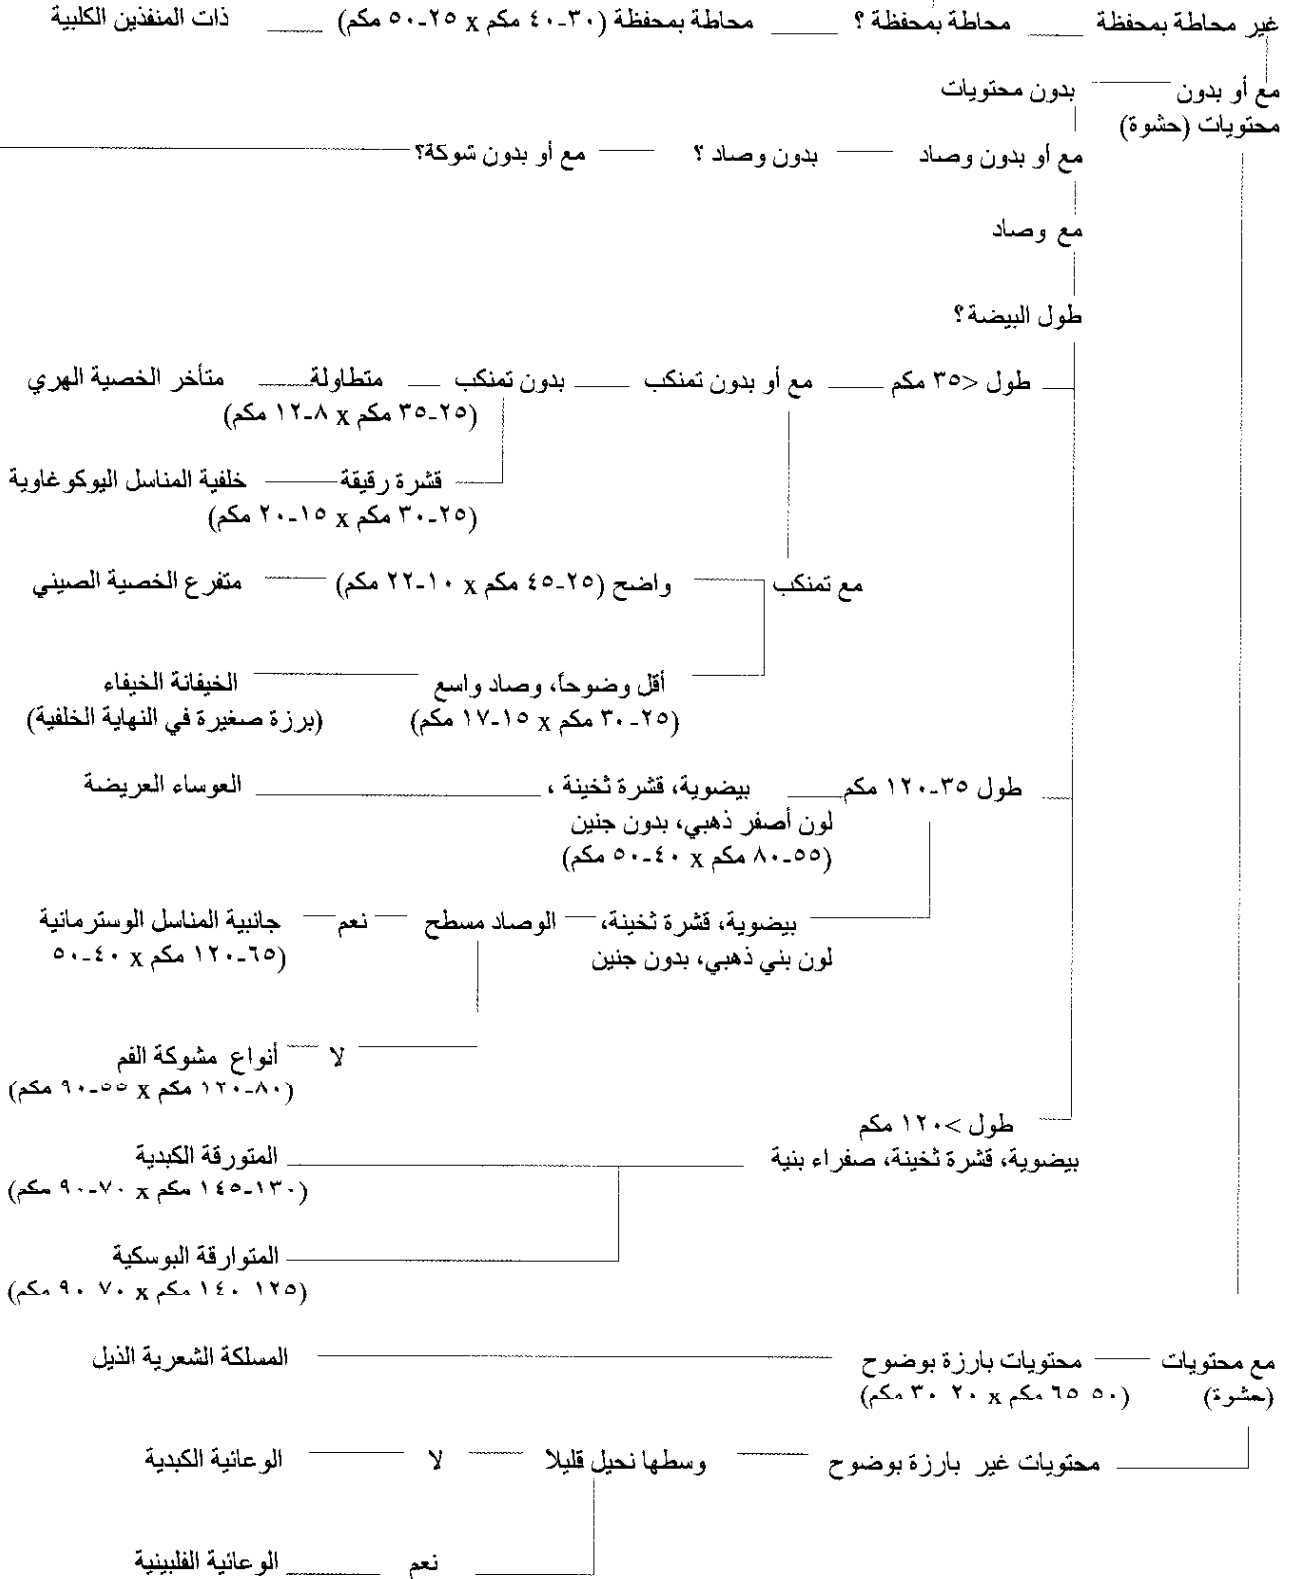 غير محاطة بمحفظة محاطة بمحفظة ؟ محاطة بمحفظة (٣٠-٤٠ مكم x ٢٥-٥٠ مكم) ذات المنفذين الكلبية
مع أو بدون بدون محتويات
محتويات (حشوة)
مع أو بدون وصاد بدون وصاد ؟ مع أو بدون شوكة؟
مع وصاد
طول البيضة؟
طول <٣٥ مكم مع أو بدون تمنكب بدون تمنكب متطاولة متأخر الخصية الهري
(٢٥-٣٥ مكم x ٨-١٢ مكم)
قشرة رقيقة خلفية المناسل اليوكوغاوية
(٢٥-٣٠ مكم x ١٥-٢٠ مكم)
مع تمنكب واضح (٢٥-٤٥ مكم x ١٠-٢٢ مكم) متفرع الخصية الصيني
أقل وضوحاً، وصاد واسع الخيفانة الخيفاء
(٢٥-٣٠ مكم x ١٥-١٧ مكم) (برزة صغيرة في النهاية الخلفية)
طول ٣٥-١٢٠ مكم بيضوية، قشرة ثخينة ، العوساء العريضة
لون أصفر ذهبي، بدون جنين
(٥٥-٨٠ مكم x ٤٠-٥٠ مكم)
بيضوية، قشرة ثخينة، الوصاد مسطح نعم جانبية المناسل الوسترمانية
لون بني ذهبي، بدون جنين (٦٥-١٢٠ مكم x ٤٠-٥٠
لا أنواع مشوكة الفم
(٨٠-١٢٠ مكم x ٥٥-٩٠ مكم)
طول >١٢٠ مكم
بيضوية، قشرة ثخينة، صفراء بنية المتورقة الكبدية
(١٣٠-١٤٥ مكم x ٧٠-٩٠ مكم)
المتوارقة البوسكية
(١٢٥ ١٤٠ مكم x ٧٠ ٩٠ مكم)
مع محتويات محتويات بارزة بوضوح المسلكة الشعرية الذيل
(حشوة) (٥٠ ٦٥ مكم x ٢٠ ٣٠ مكم)
محتويات غير بارزة بوضوح وسطها نحيل قليلا لا الوعائية الكبدية
نعم الوعائية الفلبينية